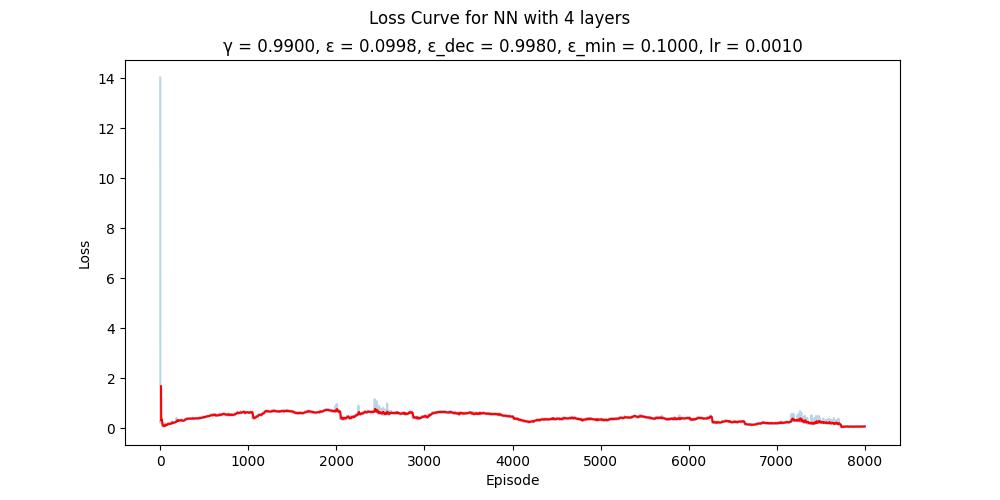 Loss Curve for NN with 4 layers
γ = 0.9900, ε = 0.0998, ε_dec = 0.9980, ε_min = 0.1000, lr = 0.0010
14
12
10
8
6
4
2
0
Loss
0 1000 2000 3000 4000 5000 6000 7000 8000
Episode